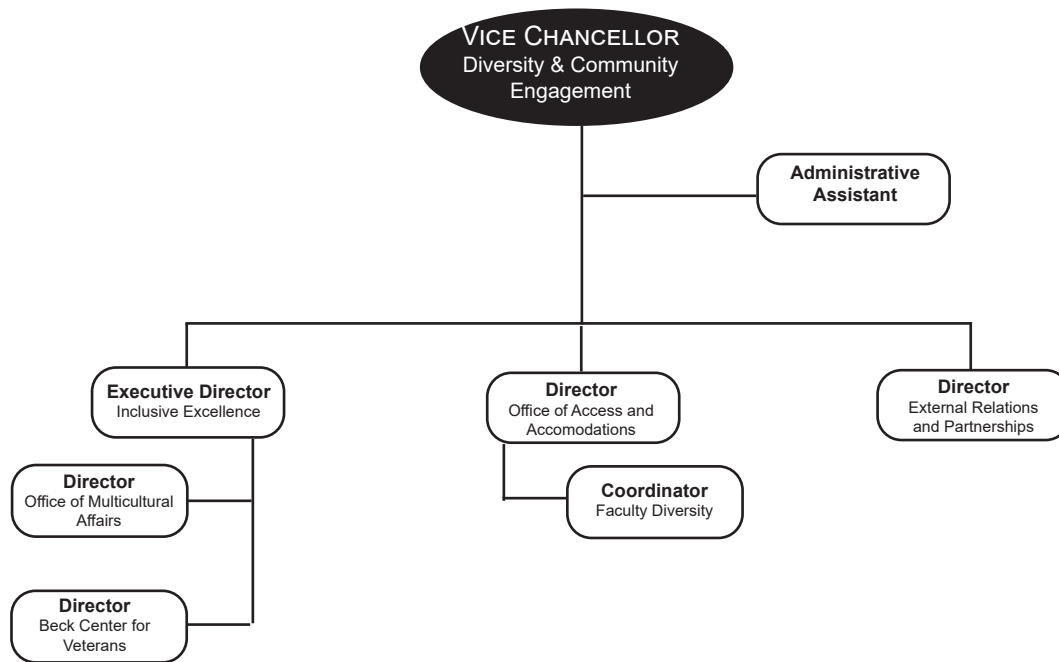 VICE CHANCELLOR
Diversity & Community
Engagement
Administrative
Assistant
Executive Director
Inclusive Excellence
Director
Office of Access and
Accomodations
Director
External Relations
and Partnerships
Director
Office of Multicultural
Affairs
Coordinator
Faculty Diversity
Director
Beck Center for
Veterans